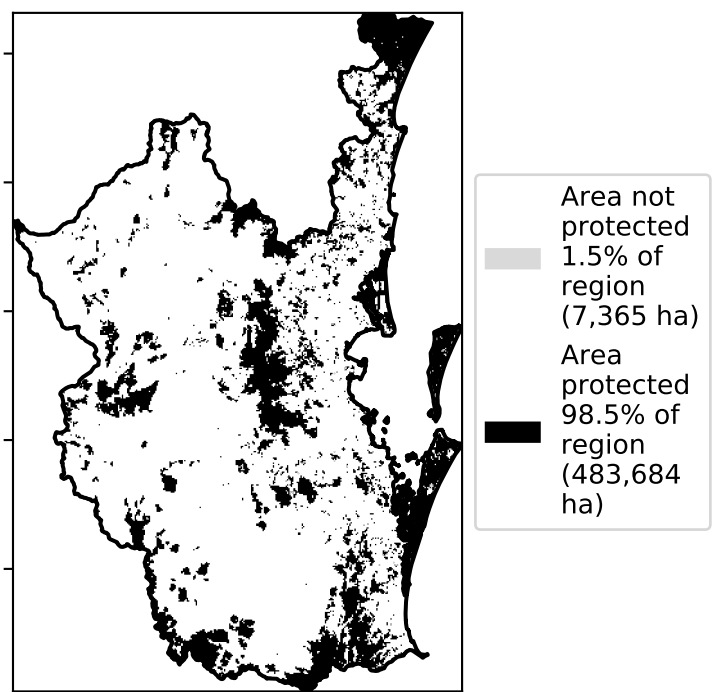 Area not
protected
1.5% of
region
(7,365 ha)
Area
protected
98.5% of
region
(483,684
ha)